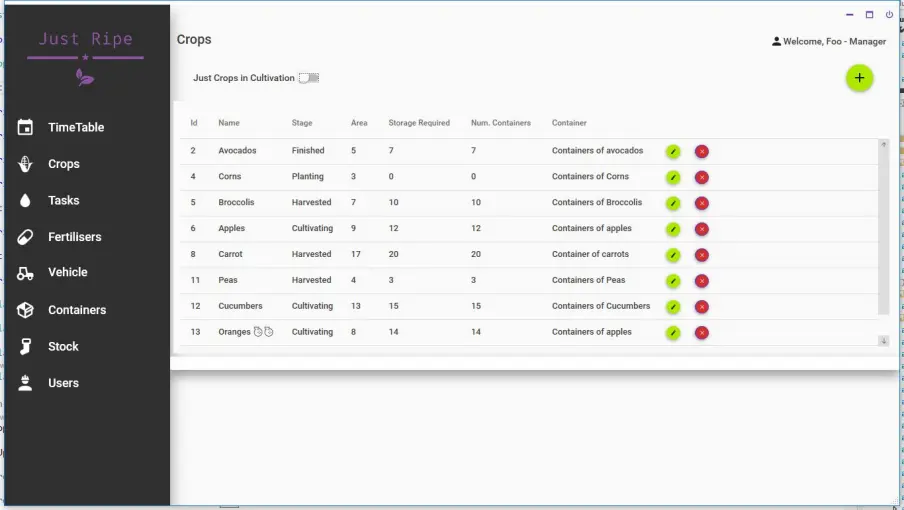 Just Ripe
Crops
Welcome, Foo - Manager
Just Crops in Cultivation
TimeTable
Crops
Tasks
Fertilisers
Vehicle
Containers
Stock
Users
Id Name Stage Area Storage Required Num. Containers Container
2 Avocados Finished 5 7 7 Containers of avocados
4 Corns Planting 3 0 0 Containers of Corns
5 Broccolis Harvested 7 10 10 Containers of Broccolis
6 Apples Cultivating 9 12 12 Containers of apples
8 Carrot Harvested 17 20 20 Container of carrots
11 Peas Harvested 4 3 3 Containers of Peas
12 Cucumbers Cultivating 13 15 15 Containers of Cucumbers
13 Oranges Cultivating 8 14 14 Containers of apples